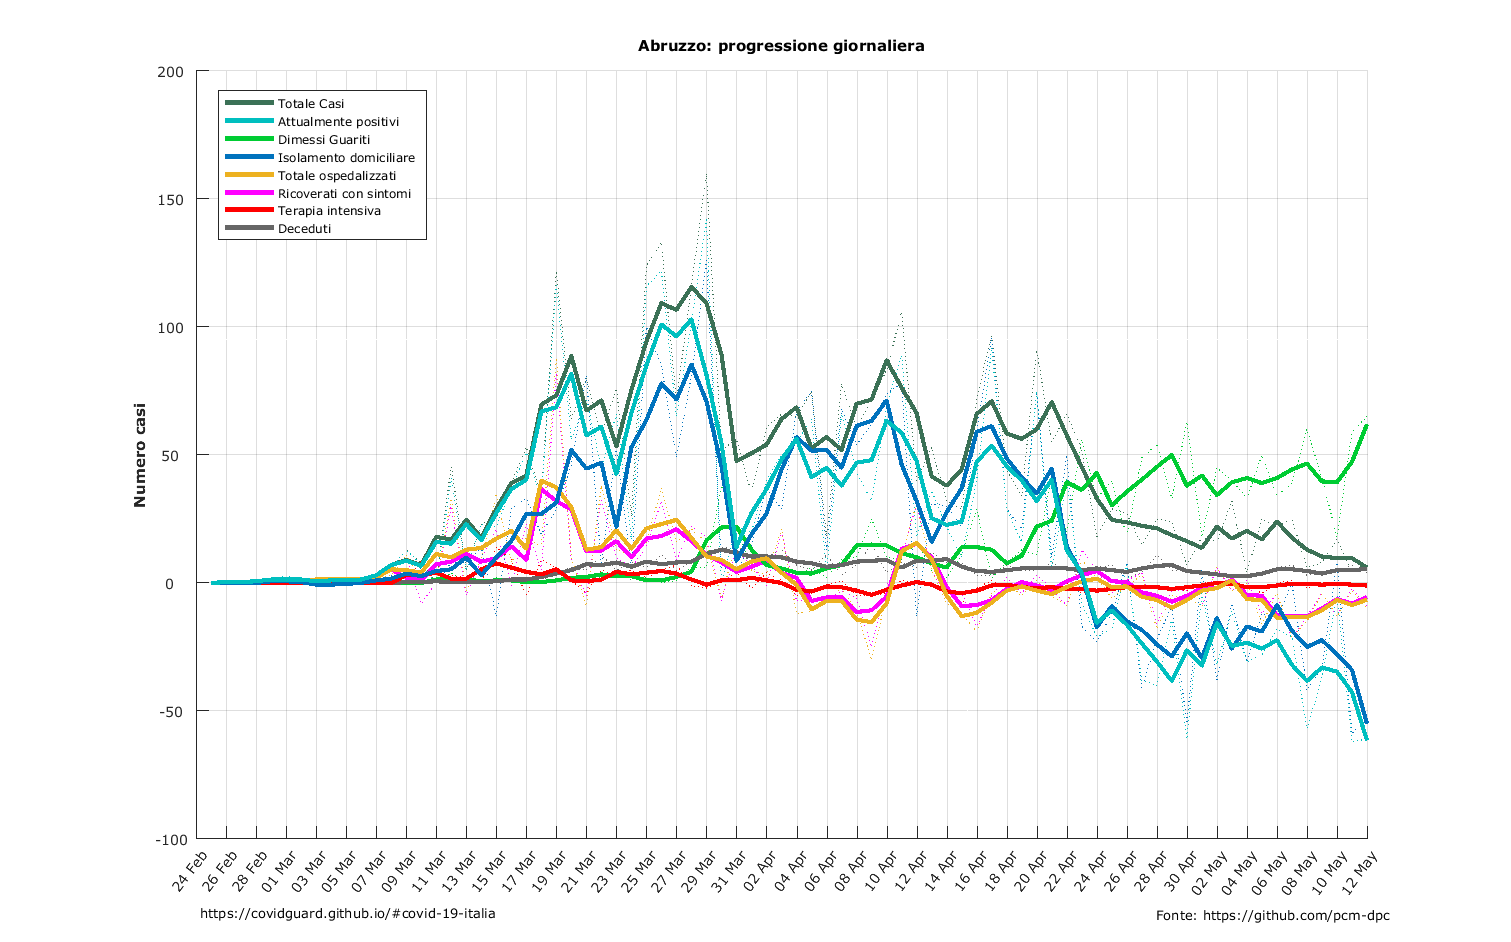 Abruzzo: progressione giornaliera
200
150
100
50
0
-50
-100
Numero casi
Totale Casi
Attualmente positivi
Dimessi Guariti
Isolamento domiciliare
Totale ospedalizzati
Ricoverati con sintomi
Terapia intensiva
Deceduti
24 Feb
26 Feb
28 Feb
01 Mar
03 Mar
05 Mar
07 Mar
09 Mar
11 Mar
13 Mar
15 Mar
17 Mar
19 Mar
21 Mar
23 Mar
25 Mar
27 Mar
29 Mar
31 Mar
02 Apr
04 Apr
06 Apr
08 Apr
10 Apr
12 Apr
14 Apr
16 Apr
18 Apr
20 Apr
22 Apr
24 Apr
26 Apr
28 Apr
30 Apr
02 May
04 May
06 May
08 May
10 May
12 May
https://covidguard.github.io/#covid-19-italia
Fonte: https://github.com/pcm-dpc